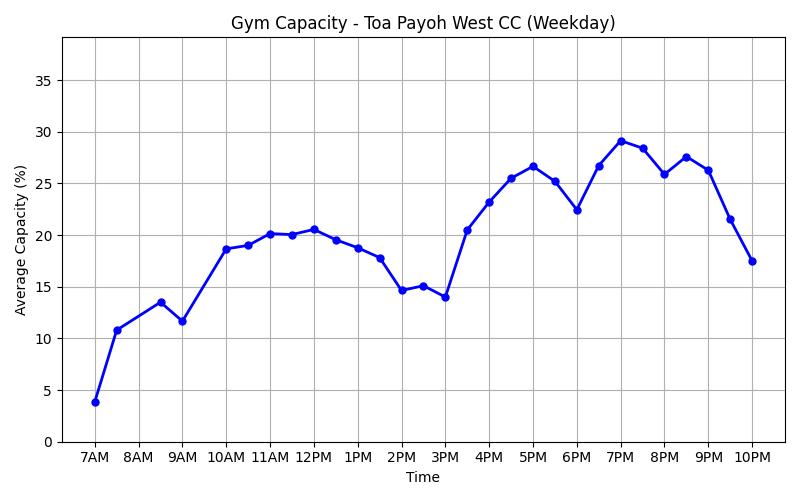 Gym Capacity - Toa Payoh West CC (Weekday)
Average Capacity (%)
35
30
25
20
15
10
5
0
7AM 8AM 9AM 10AM 11AM 12PM 1PM 2PM 3PM 4PM 5PM 6PM 7PM 8PM 9PM 10PM
Time